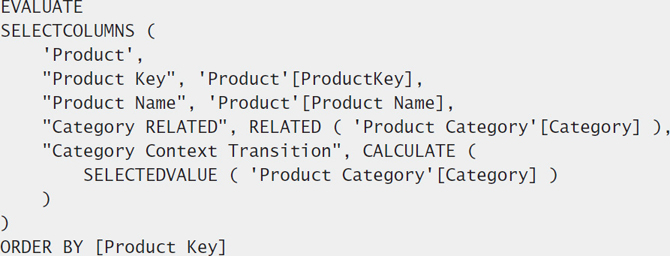 EVALUATE
SELECTCOLUMNS (
    'Product',
    "Product Key", 'Product'[ProductKey],
    "Product Name", 'Product'[Product Name],
    "Category RELATED", RELATED ( 'Product Category'[Category] ),
    "Category Context Transition", CALCULATE (
        SELECTEDVALUE ( 'Product Category'[Category] )
    )
)
ORDER BY [Product Key]